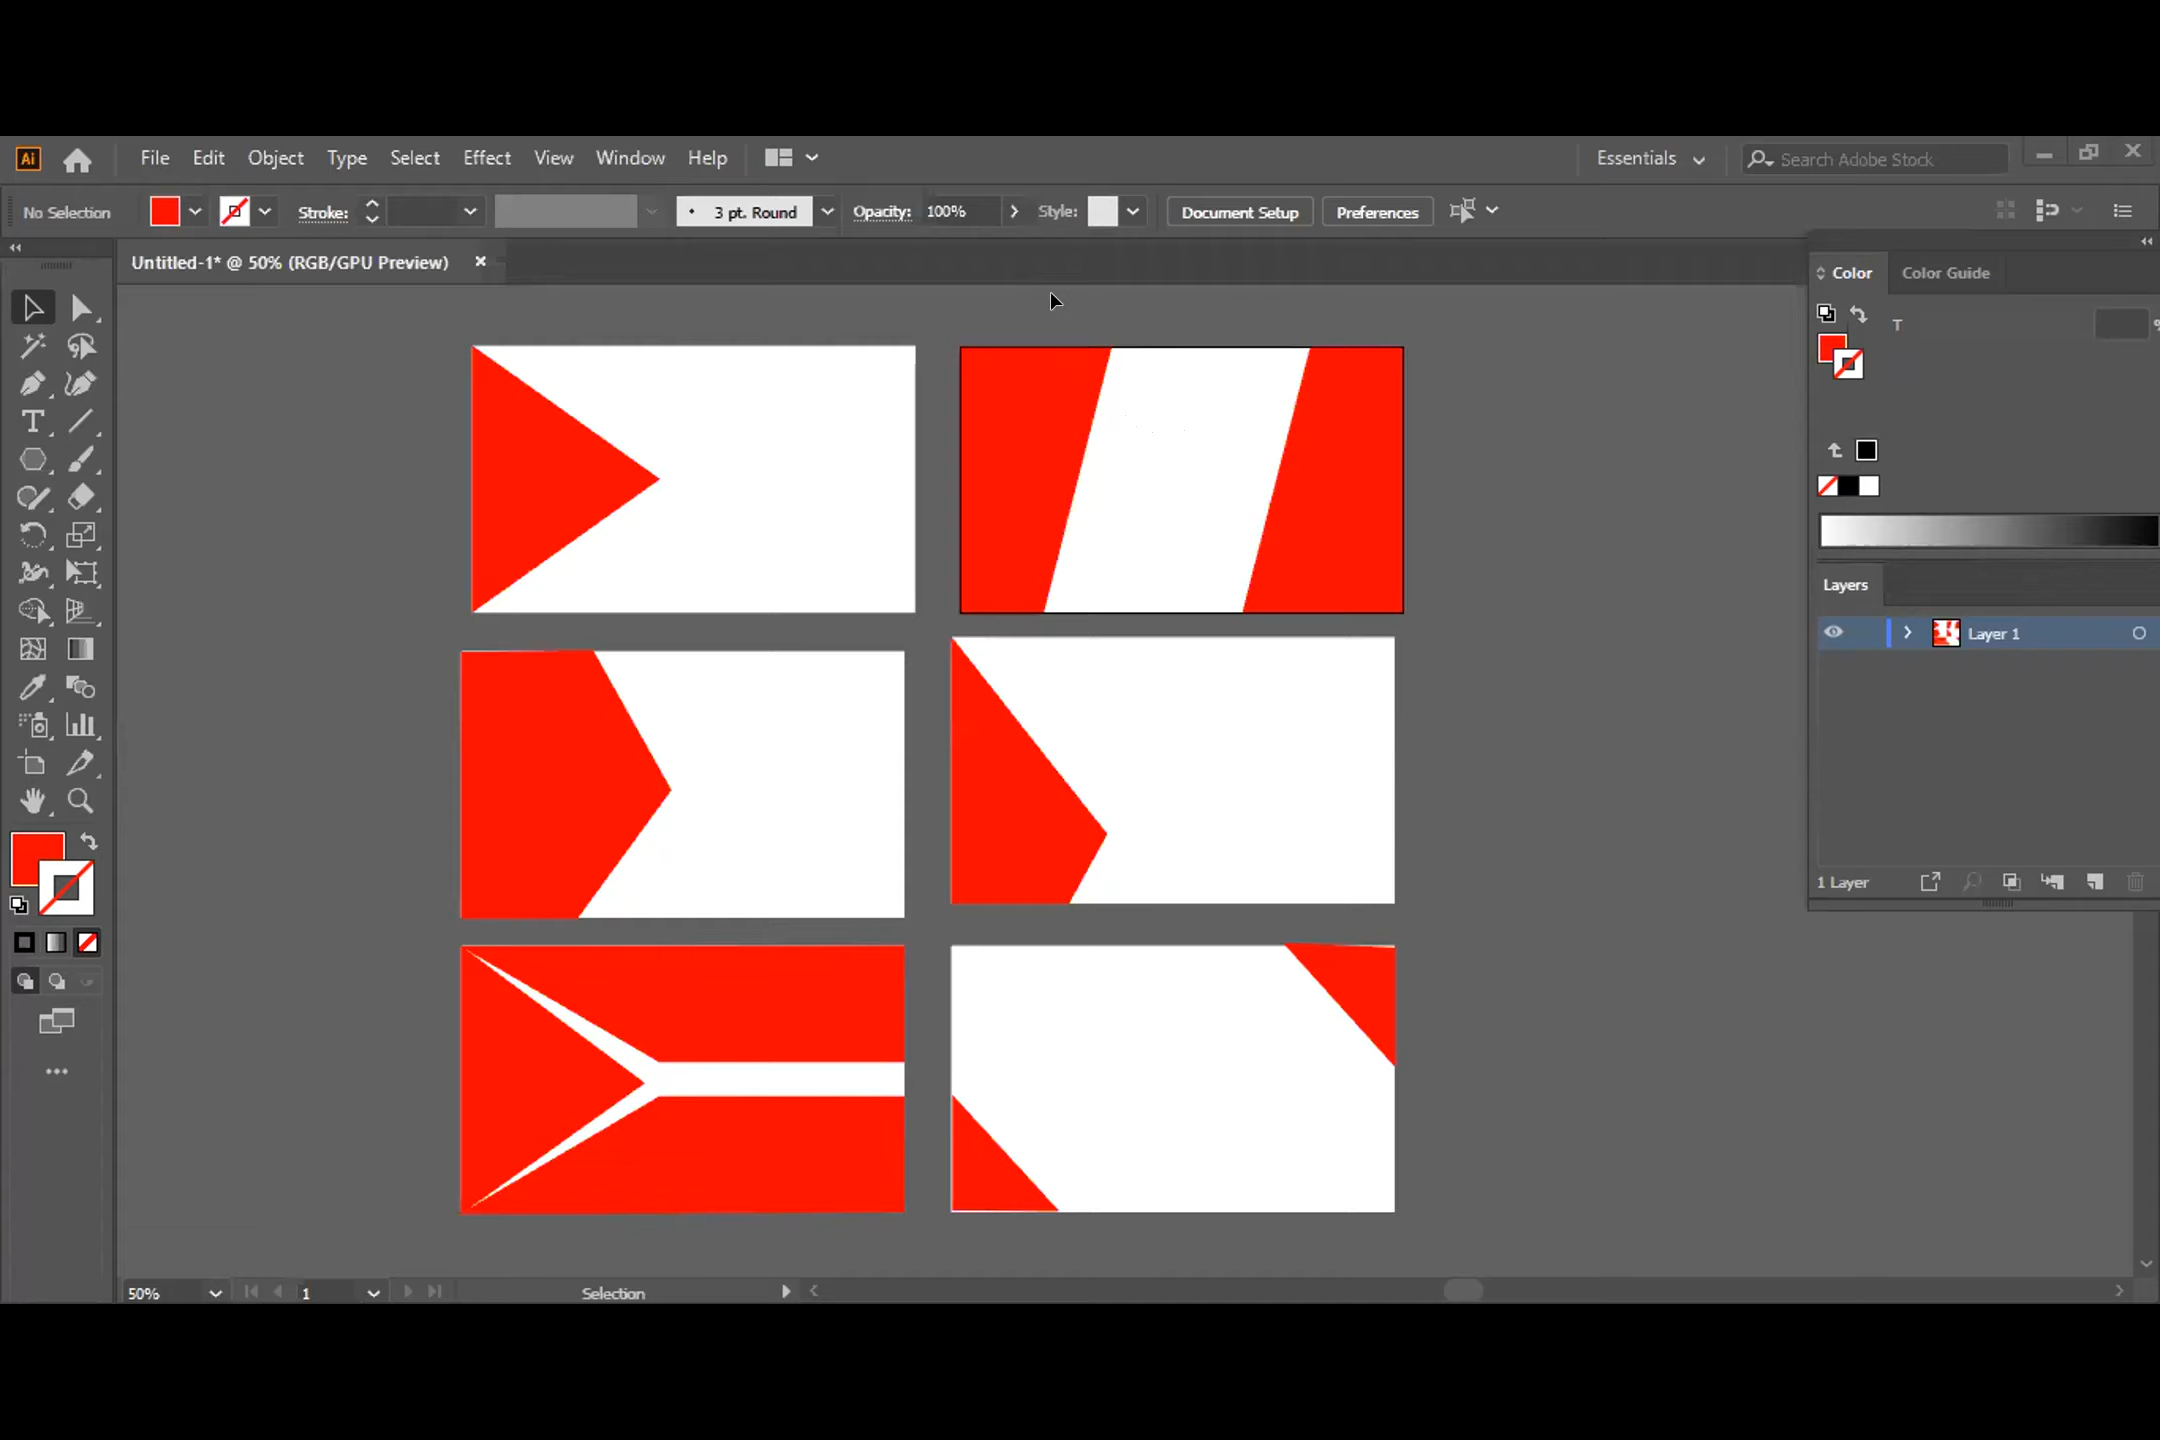 Ai File Edit Object Type Select Effect View Window Help Essentials Search Adobe Stock
No Selection Stroke: 3 pt. Round Opacity: 100% Style: Document Setup Preferences
Untitled-1* @ 50% (RGB/GPU Preview)
Color Color Guide
T
Layers
Layer 1
1 Layer
50% 1 Selection